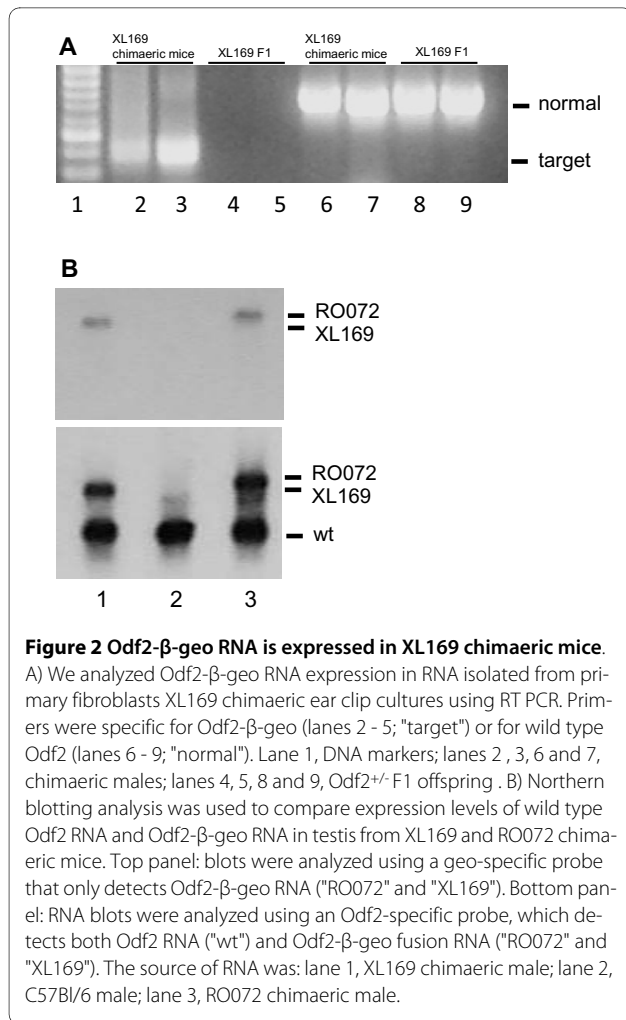 A
XL169
chimaeric mice
XL169 F1
XL169
chimaeric mice
XL169 F1
normal
target
1 2 3 4 5 6 7 8 9
B
RO072
XL169
RO072
XL169
wt
1 2 3
Figure 2 Odf2-β-geo RNA is expressed in XL169 chimaeric mice.
A) We analyzed Odf2-β-geo RNA expression in RNA isolated from pri-
mary fibroblasts XL169 chimaeric ear clip cultures using RT PCR. Prim-
ers were specific for Odf2-β-geo (lanes 2 - 5; "target") or for wild type
Odf2 (lanes 6 - 9; "normal"). Lane 1, DNA markers; lanes 2 , 3, 6 and 7,
chimaeric males; lanes 4, 5, 8 and 9, Odf2+/- F1 offspring . B) Northern
blotting analysis was used to compare expression levels of wild type
Odf2 RNA and Odf2-β-geo RNA in testis from XL169 and RO072 chima-
eric mice. Top panel: blots were analyzed using a geo-specific probe
that only detects Odf2-β-geo RNA ("RO072" and "XL169"). Bottom pan-
el: RNA blots were analyzed using an Odf2-specific probe, which de-
tects both Odf2 RNA ("wt") and Odf2-β-geo fusion RNA ("RO072" and
"XL169"). The source of RNA was: lane 1, XL169 chimaeric male; lane 2,
C57Bl/6 male; lane 3, RO072 chimaeric male.